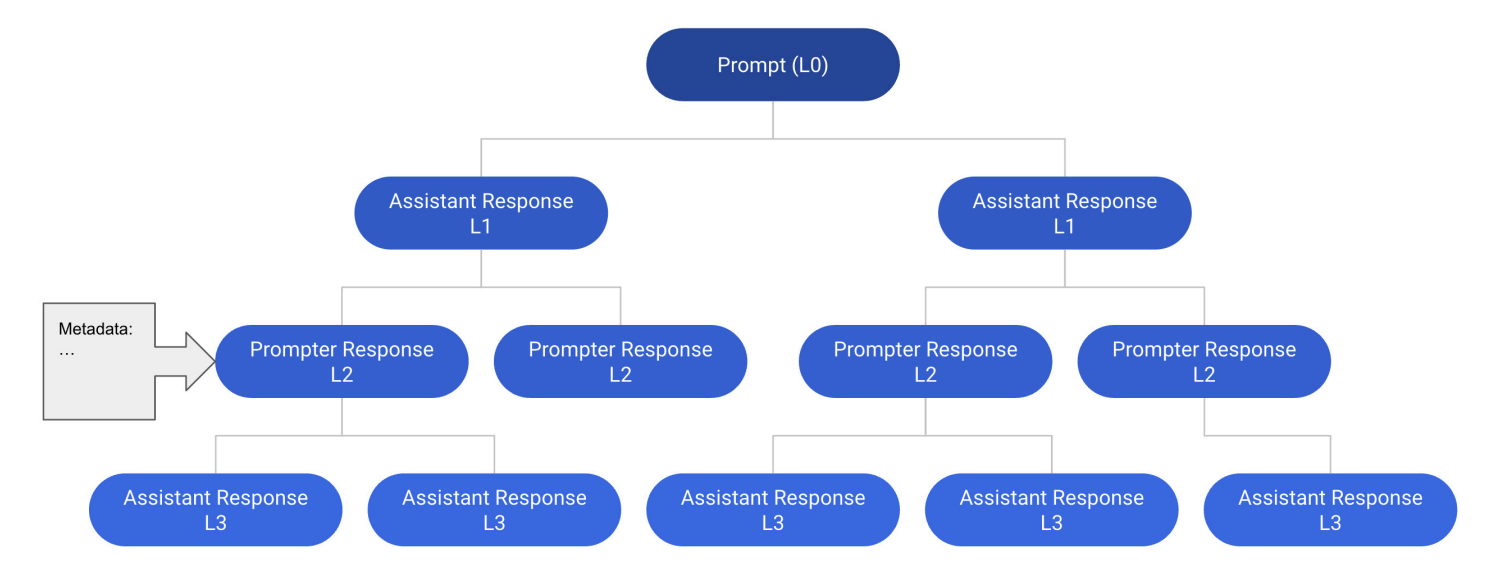 Prompt (L0)
Assistant Response
L1
Assistant Response
L1
Metadata:
…
Prompter Response
L2
Prompter Response
L2
Prompter Response
L2
Prompter Response
L2
Assistant Response
L3
Assistant Response
L3
Assistant Response
L3
Assistant Response
L3
Assistant Response
L3